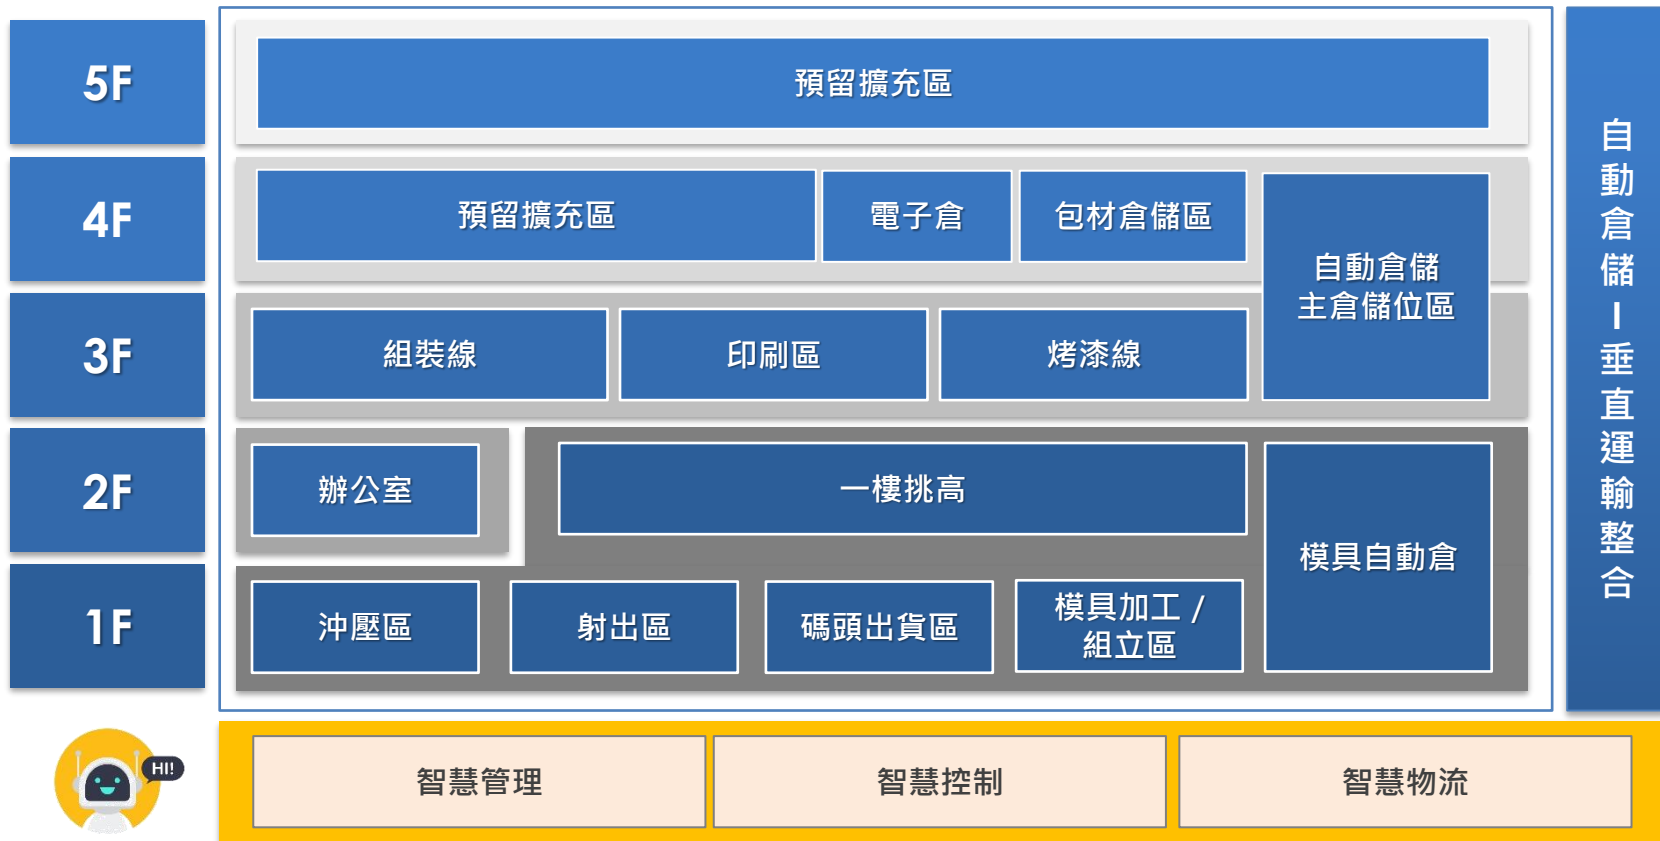 5F
預留擴充區
4F
預留擴充區
電子倉
包材倉儲區
自動倉儲
主倉儲位區
3F
組裝線
印刷區
烤漆線
2F
辦公室
一樓挑高
模具自動倉
1F
沖壓區
射出區
碼頭出貨區
模具加工 /
組立區
自動倉儲-垂直運輸整合
HI!
智慧管理
智慧控制
智慧物流